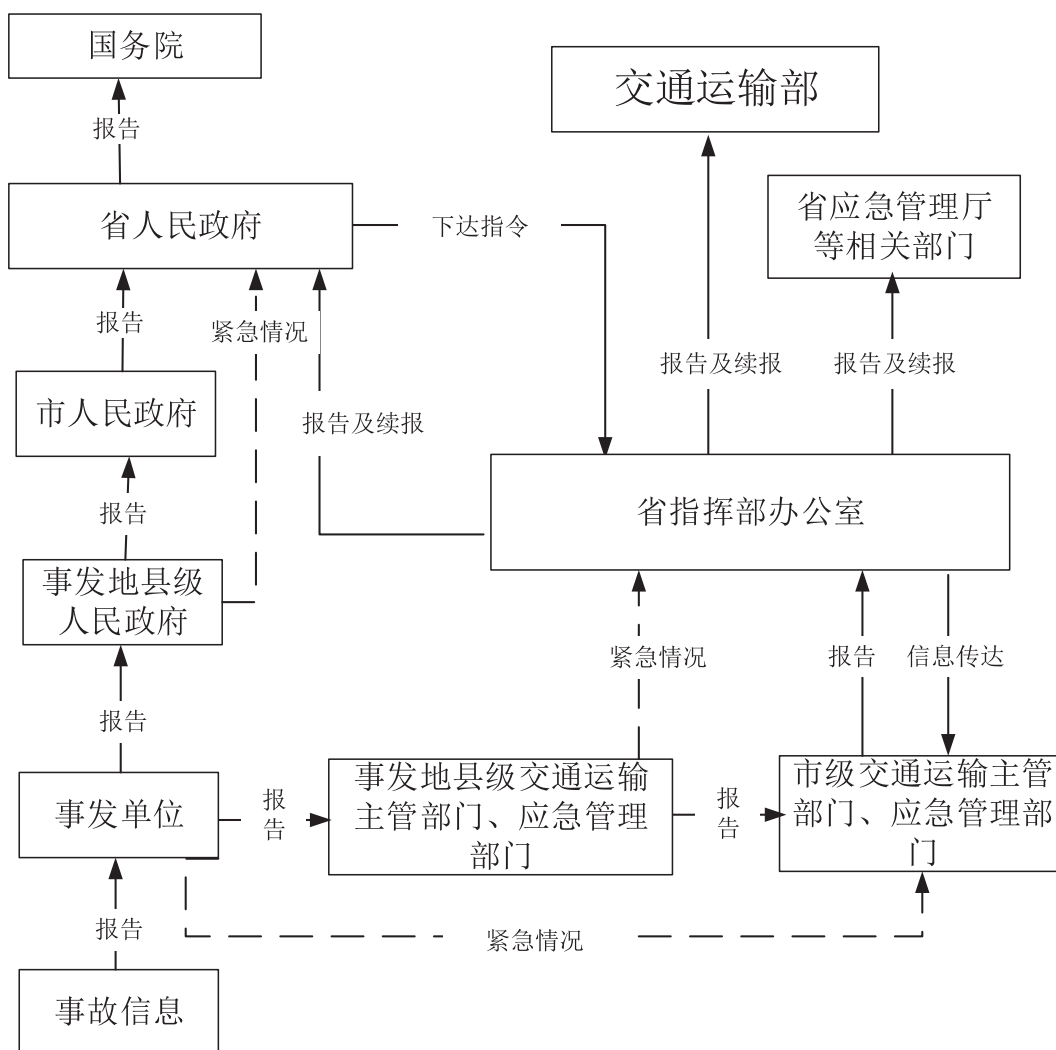 国务院
交通运输部
报告
省人民政府
下达指令
省应急管理厅
等相关部门
报告
紧急情况
报告及续报
报告及续报
市人民政府
报告及续报
报告
省指挥部办公室
事发地县级
人民政府
紧急情况
报告
信息传达
报告
事发单位
报
告
事发地县级交通运输
主管部门、应急管理
部门
报
告
市级交通运输主管
部门、应急管理部
门
报告
紧急情况
事故信息